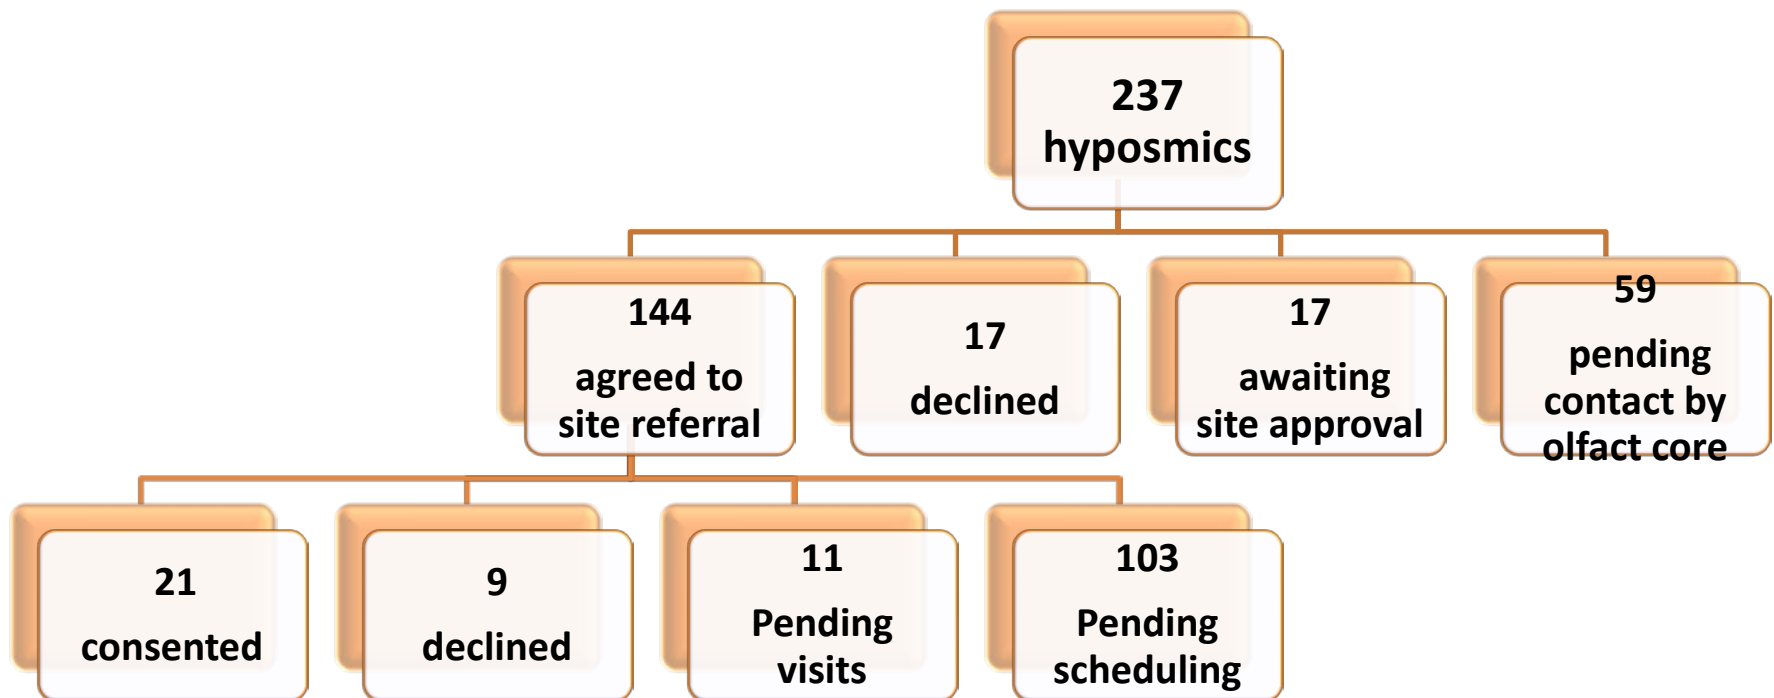 237
hyposmics
144
agreed to
site referral
17
declined
17
awaiting
site approval
59
pending
contact by
olfact core
21
consented
9
declined
11
Pending
visits
103
Pending
scheduling